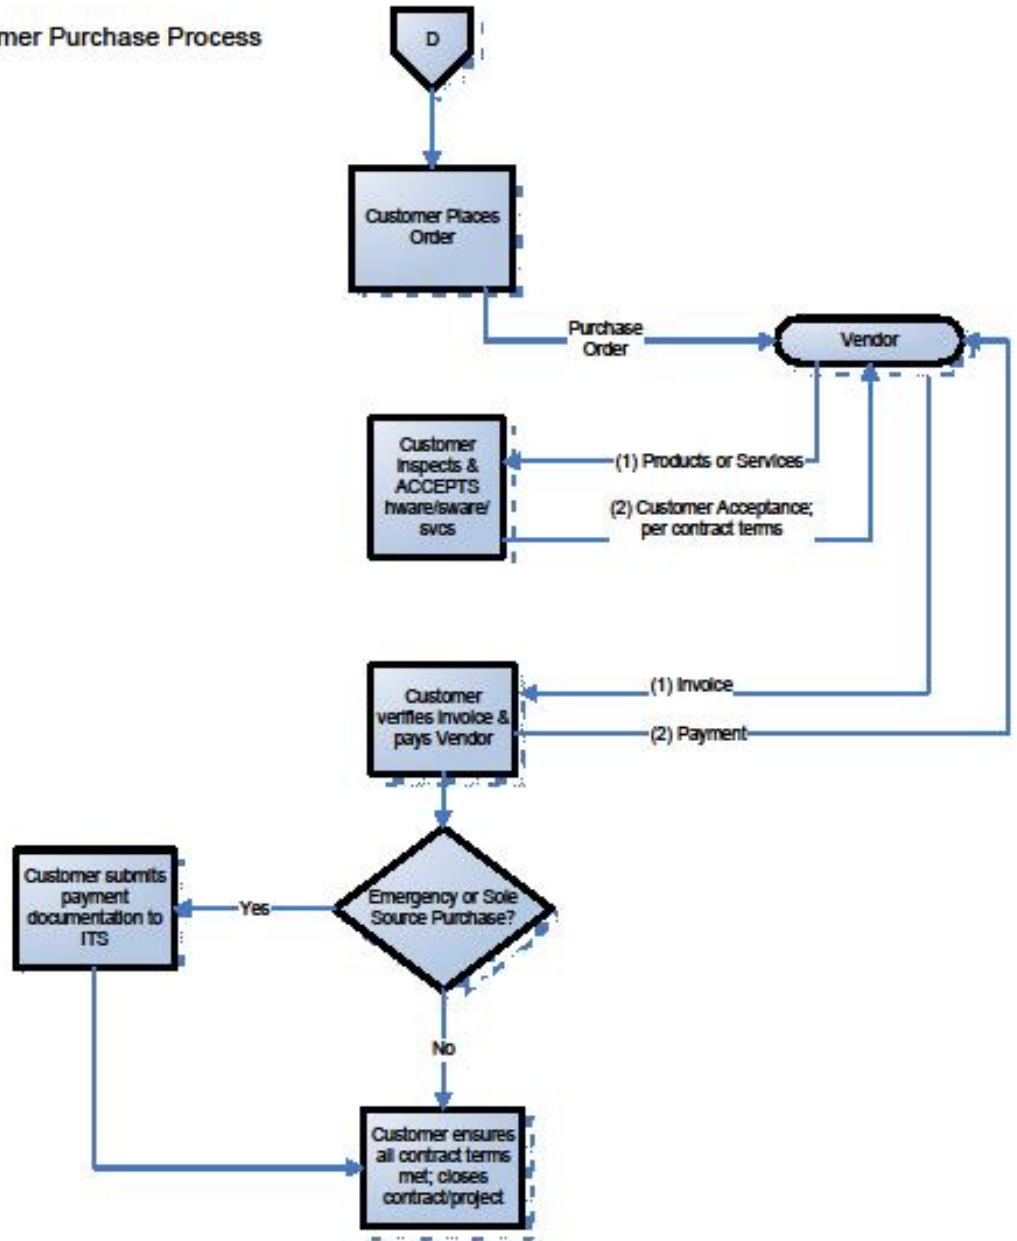 mer Purchase Process
D
Customer Places
Order
Purchase
Order
Vendor
Customer
Inspects &
ACCEPTS
hware/sware/
svcs
(1) Products or Services
(2) Customer Acceptance;
per contract terms
Customer
verifies Invoice &
pays Vendor
(1) Invoice
(2) Payment
Customer submits
payment
documentation to
ITS
Yes
Emergency or Sole
Source Purchase?
No
Customer ensures
all contract terms
met; closes
contract/project